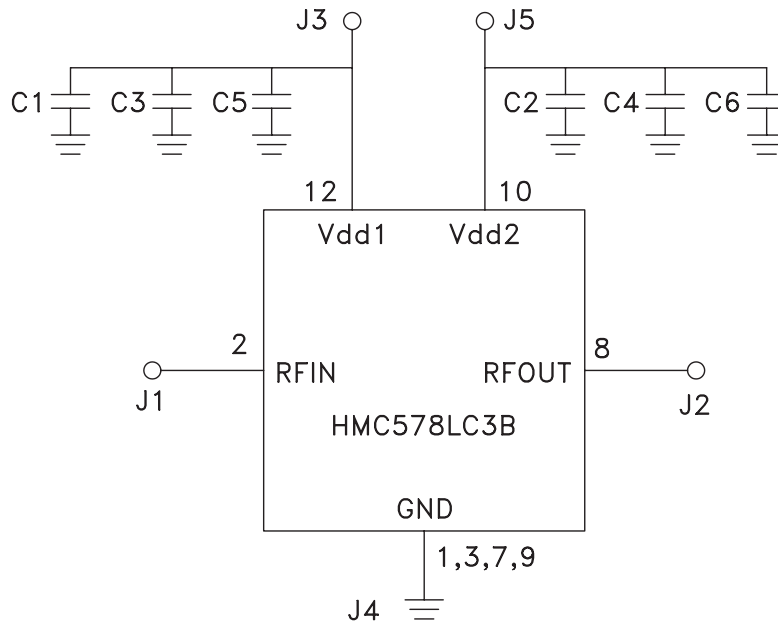 J3 J5
C1 C3 C5 C2 C4 C6
12 10
Vdd1 Vdd2
2 8
RFIN RFOUT
J1 J2
HMC578LC3B
GND
1,3,7,9
J4